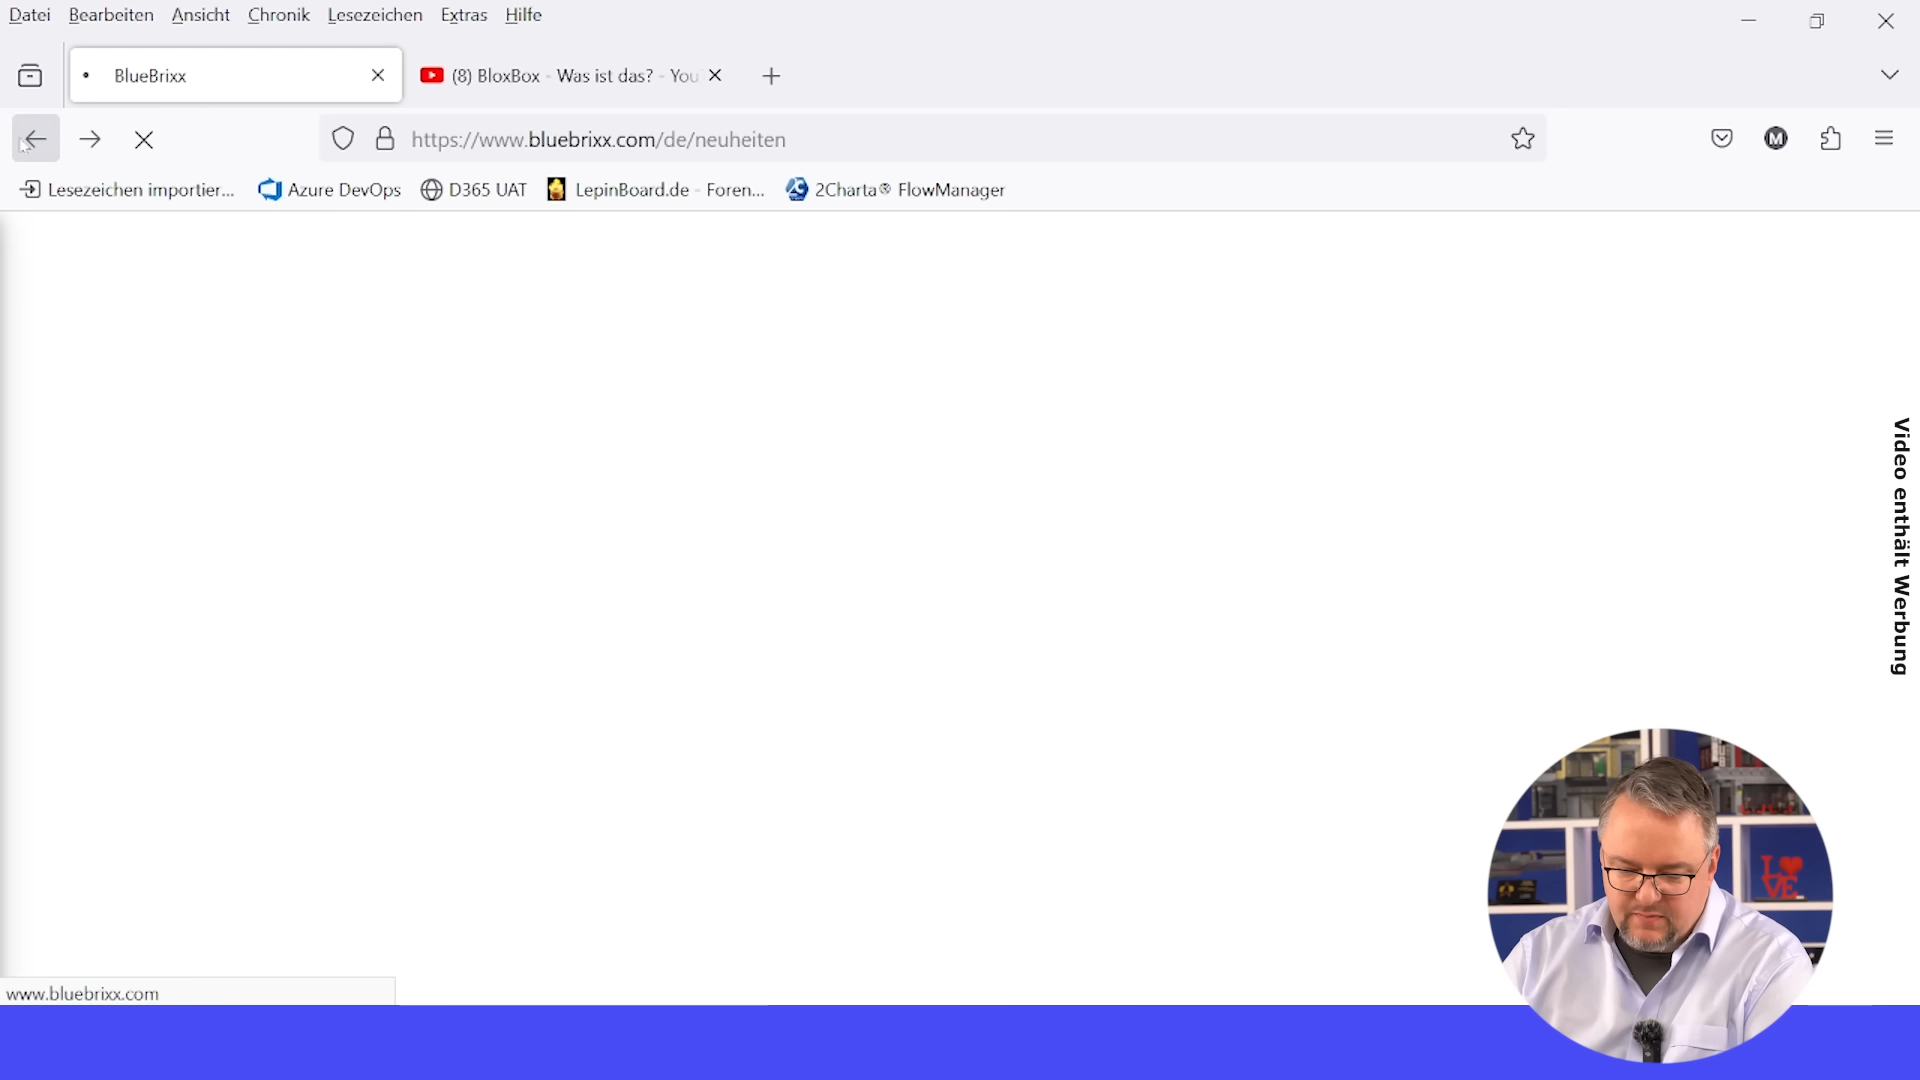 Datei Bearbeiten Ansicht Chronik Lesezeichen Extras Hilfe
BlueBrixx
(8) BloxBox - Was ist das? - You
https://www.bluebrixx.com/de/neuheiten
M
Lesezeichen importier... Azure DevOps D365 UAT LepinBoard.de - Foren... 2Charta® FlowManager
Video enthält Werbung
LOVE
www.bluebrixx.com